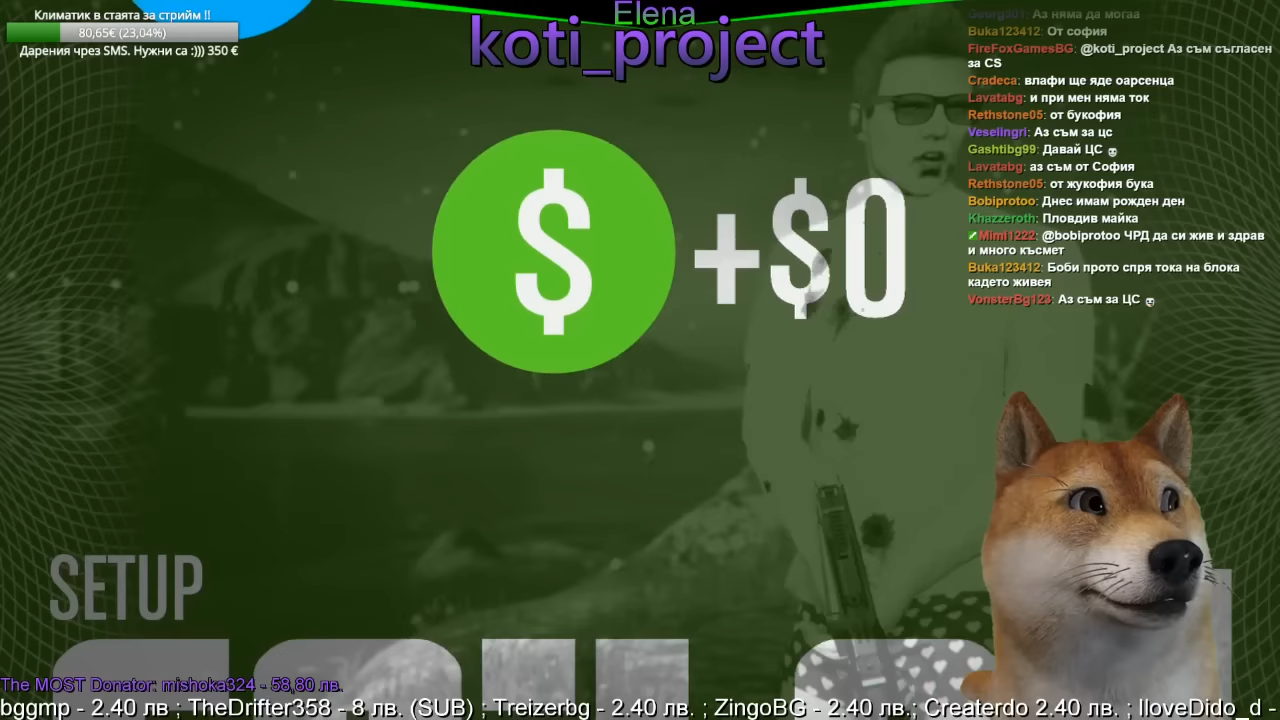 Климатик в стаята за стрийм !!
80,65€ (23,04%)
Дарения чрез SMS. Нужни са :))) 350 €
Elena
koti_project
Georg301: Аз няма да могаа
Buka123412: От софия
FireFoxGamesBG: @koti_project Аз съм съгласен
за CS
Cradeca: влафи ще яде оарсенца
Lavatabg: и при мен няма ток
Rethstone05: от букофия
Veselingri: Аз съм за цс
Gashtibg99: Давай ЦС
Lavatabg: аз съм от София
Rethstone05: от жукофия бука
Bobiprotoo: Днес имам рожден ден
Khazzeroth: Пловдив майка
Mimi1222: @bobiprotoo ЧРД да си жив и здрав
и много късмет
Buka123412: Боби прото спря тока на блока
кадето живея
VonsterBg123: Аз съм за ЦС
$ +$0
SETUP
The MOST Donator: mishoka324 - 58,80 лв.
bggmp - 2.40 лв ; TheDrifter358 - 8 лв. (SUB) ; Treizerbg - 2.40 лв. ; ZingoBG - 2.40 лв.; Createrdo 2.40 лв. ; IloveDido_d -